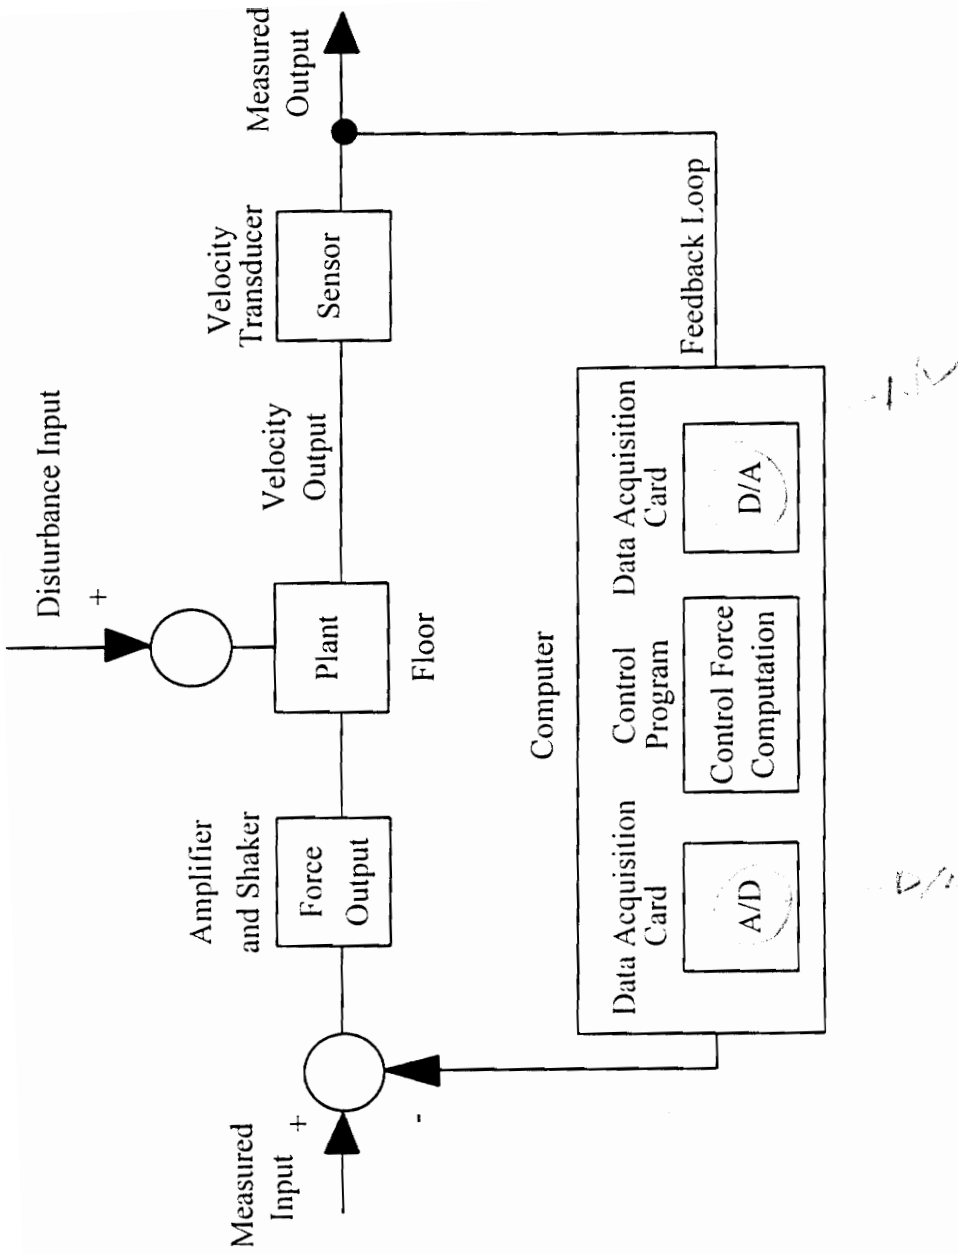 Disturbance Input
+
Velocity
Transducer
Measured
Output
Amplifier
and Shaker
Velocity
Output
Measured
Input
+
Force
Output
Plant
Sensor
-
Floor
Computer
Feedback Loop
Data Acquisition
Card
Control
Program
Data Acquisition
Card
A/D
Control Force
Computation
D/A